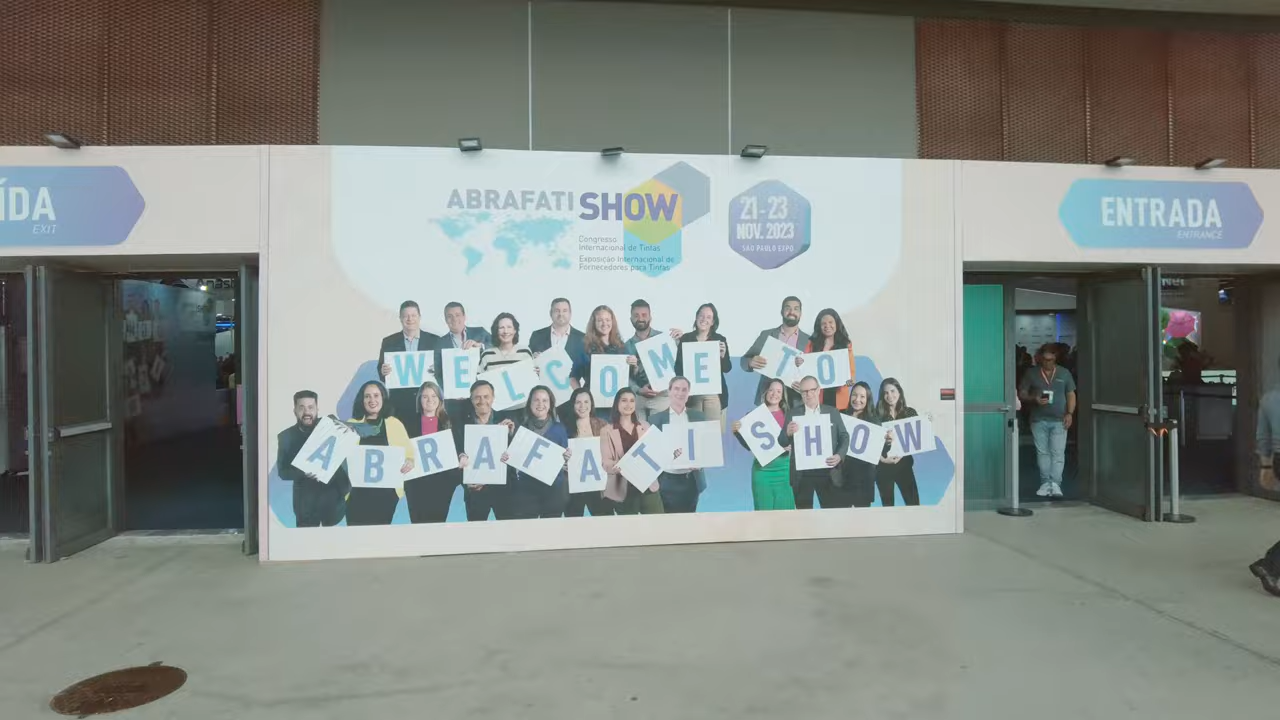 ÍDA
EXIT
ABRAFATI SHOW
Congresso
Internacional de Tintas
Exposição Internacional de
Fornecedores para Tintas
21-23
NOV. 2023
SÃO PAULO EXPO
ENTRADA
ENTRANCE
WELCOME TO
ABRAFATI SHOW